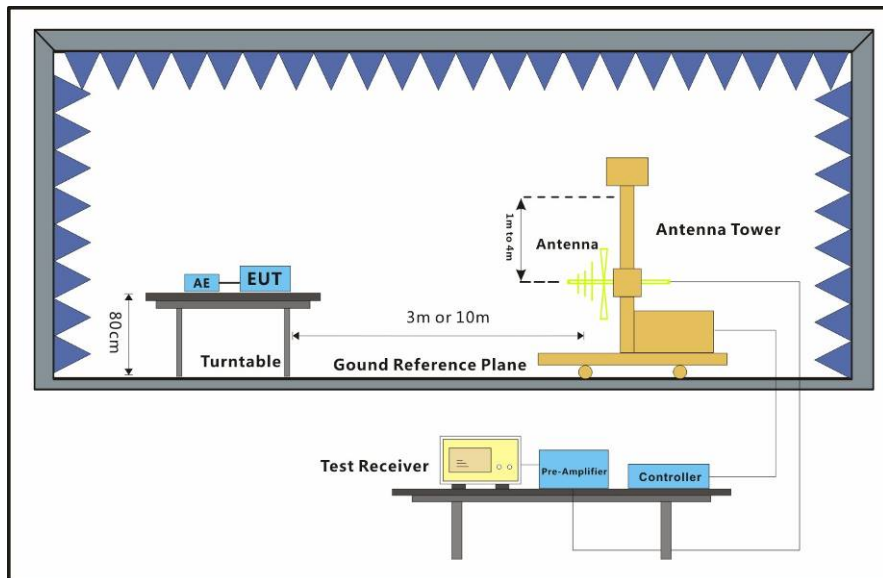 1m to 4m
Antenna
Antenna Tower
AE
EUT
80cm
3m or 10m
Turntable
Gound Reference Plane
Test Receiver
Pre-Amplifier
Controller